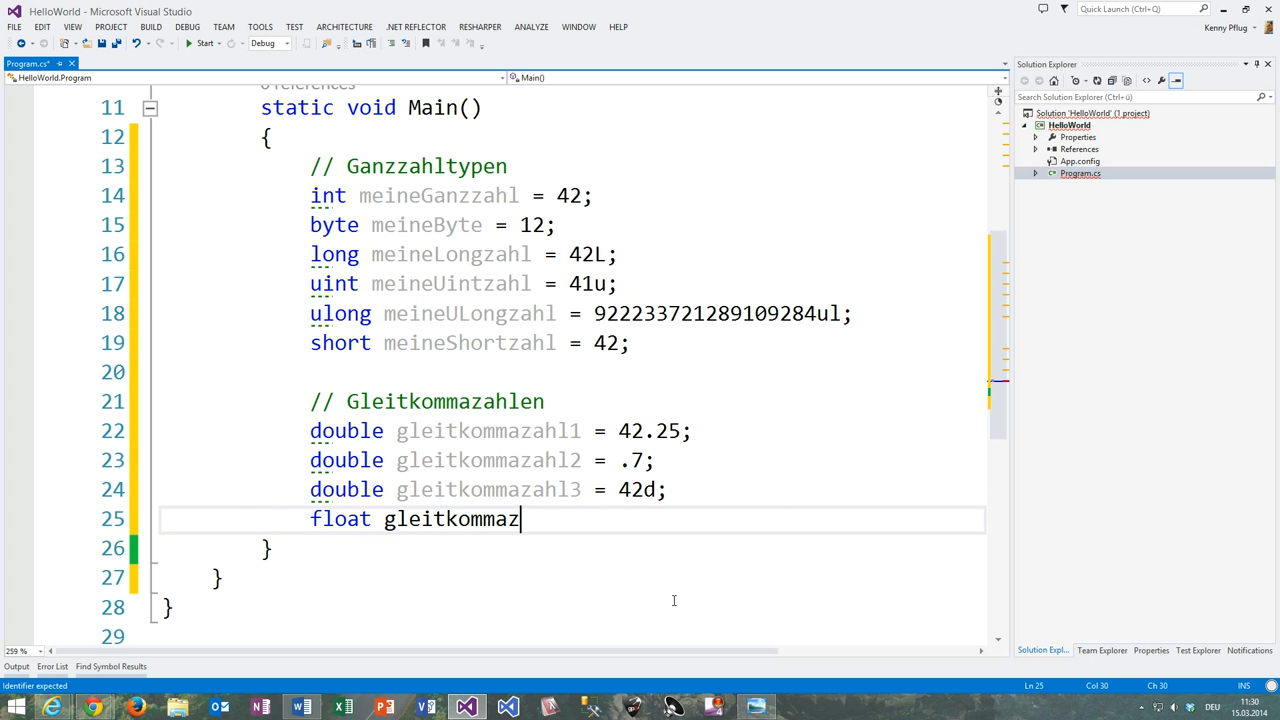 HelloWorld - Microsoft Visual Studio
Quick Launch (Ctrl+Q)
FILE EDIT VIEW PROJECT BUILD DEBUG TEAM TOOLS TEST ARCHITECTURE .NET REFLECTOR RESHARPER ANALYZE WINDOW HELP
Kenny Pflug
Start Debug
Program.cs*
HelloWorld.Program Main()
Solution Explorer
Search Solution Explorer (Ctrl+ü)
Solution 'HelloWorld' (1 project)
HelloWorld
Properties
References
App.config
Program.cs
0 references
11 static void Main()
12 {
13 // Ganzzahltypen
14 int meineGanzzahl = 42;
15 byte meineByte = 12;
16 long meineLongzahl = 42L;
17 uint meineUintzahl = 41u;
18 ulong meineULongzahl = 922233721289109284ul;
19 short meineShortzahl = 42;
20
21 // Gleitkommazahlen
22 double gleitkommazahl1 = 42.25;
23 double gleitkommazahl2 = .7;
24 double gleitkommazahl3 = 42d;
25 float gleitkommaz
26 }
27 }
28 }
29
259 %
Solution Expl... Team Explorer Properties Test Explorer Notifications
Output Error List Find Symbol Results
Identifier expected Ln 25 Col 30 Ch 30 INS
DEU
11:30
15.03.2014